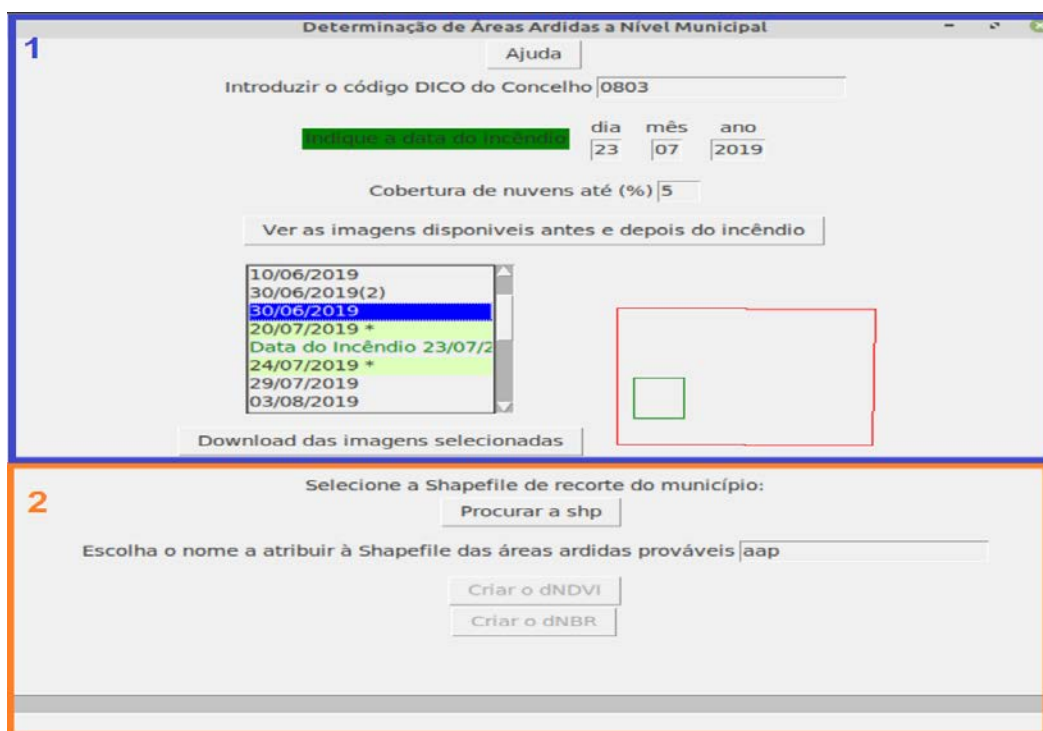 Determinação de Áreas Ardidas a Nível Municipal
1
Ajuda
Introduzir o código DICO do Concelho 0803
Indique a data do incêndio dia mês ano
23 07 2019
Cobertura de nuvens até (%) 5
Ver as imagens disponiveis antes e depois do incêndio
10/06/2019
30/06/2019(2)
30/06/2019
20/07/2019 *
Data do Incêndio 23/07/2
24/07/2019 *
29/07/2019
03/08/2019
Download das imagens selecionadas
2
Selecione a Shapefile de recorte do município:
Procurar a shp
Escolha o nome a atribuir à Shapefile das áreas ardidas prováveis aap
Criar o dNDVI
Criar o dNBR